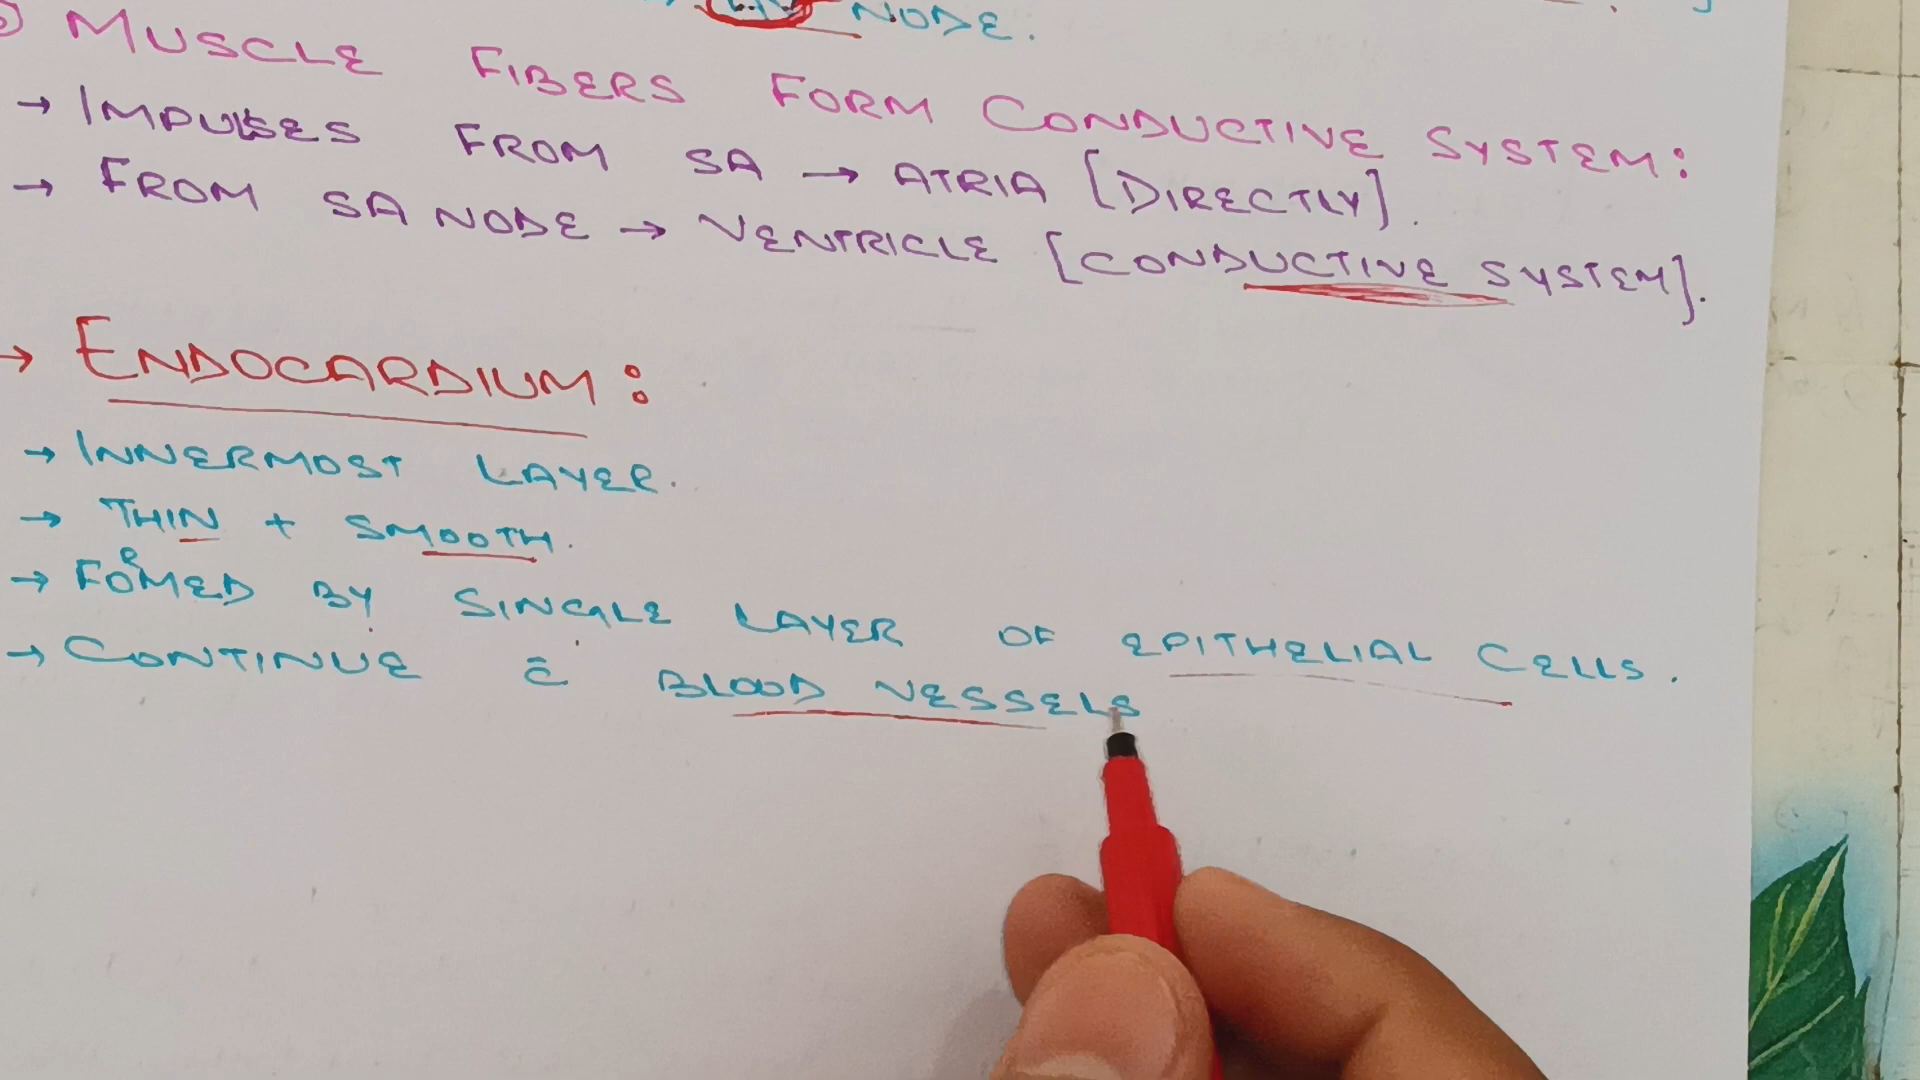 NODE.
MUSCLE FIBERS FORM CONDUCTIVE SYSTEM:
→ IMPULSES FROM SA → ATRIA [DIRECTLY].
→ FROM SA NODE → VENTRICLE [CONDUCTIVE SYSTEM].
→ ENDOCARDIUM:
→ INNERMOST LAYER.
→ THIN + SMOOTH.
→ FORMED BY SINGLE LAYER OF EPITHELIAL CELLS.
→ CONTINUE c̄ BLOOD VESSELS